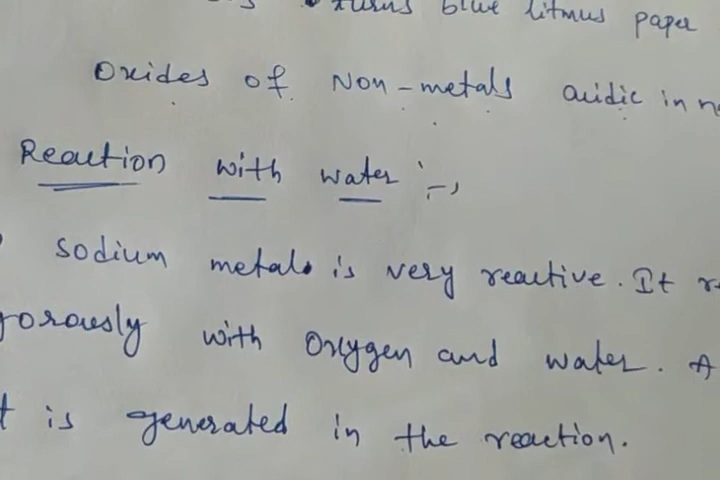 turns blue litmus paper
Oxides of Non-metals acidic in n
Reaction with water :-
sodium metals is very reactive. It r
gorously with Oxygen and water. A
t is generated in the reaction.